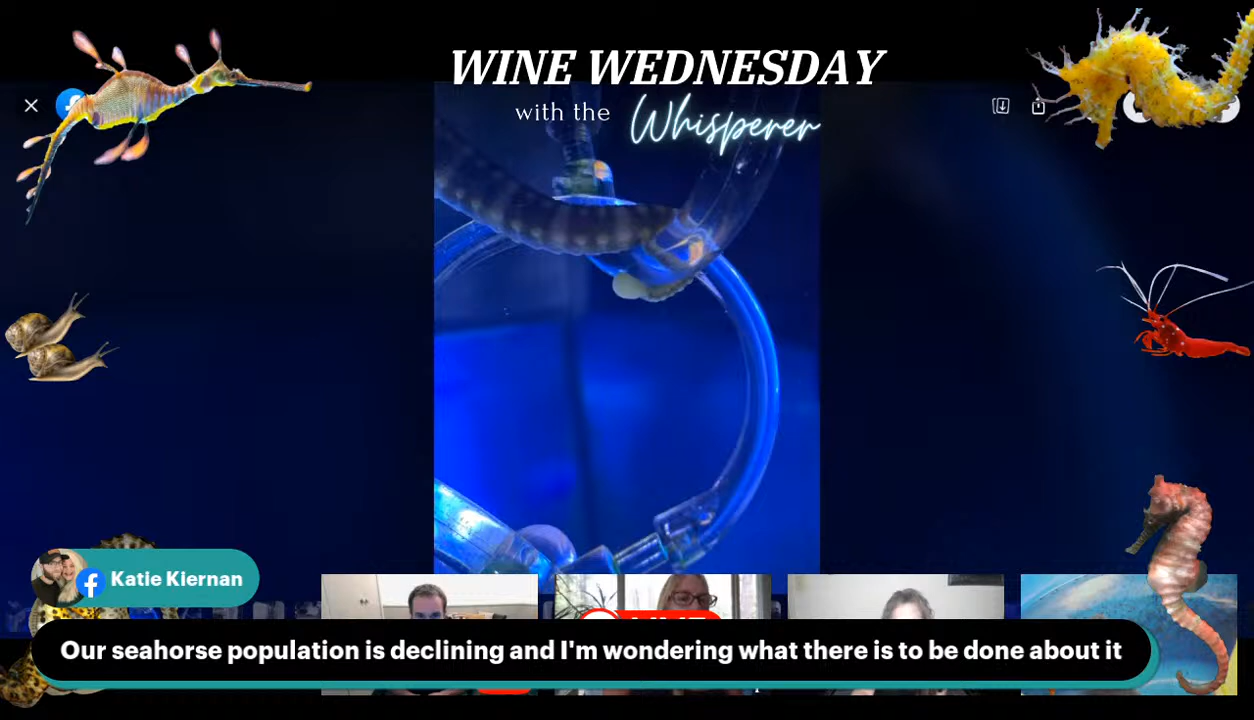 WINE WEDNESDAY
with the Whisperer
Katie Kiernan
Our seahorse population is declining and I'm wondering what there is to be done about it